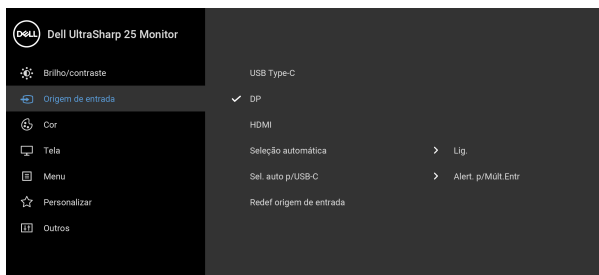 DELL Dell UltraSharp 25 Monitor
Brilho/contraste
USB Type-C
Origem de entrada
DP
Cor
HDMI
Tela
Seleção automática
Lig.
Menu
Sel. auto p/USB-C
Alert. p/Múlt.Entr
Personalizar
Redef origem de entrada
Outros